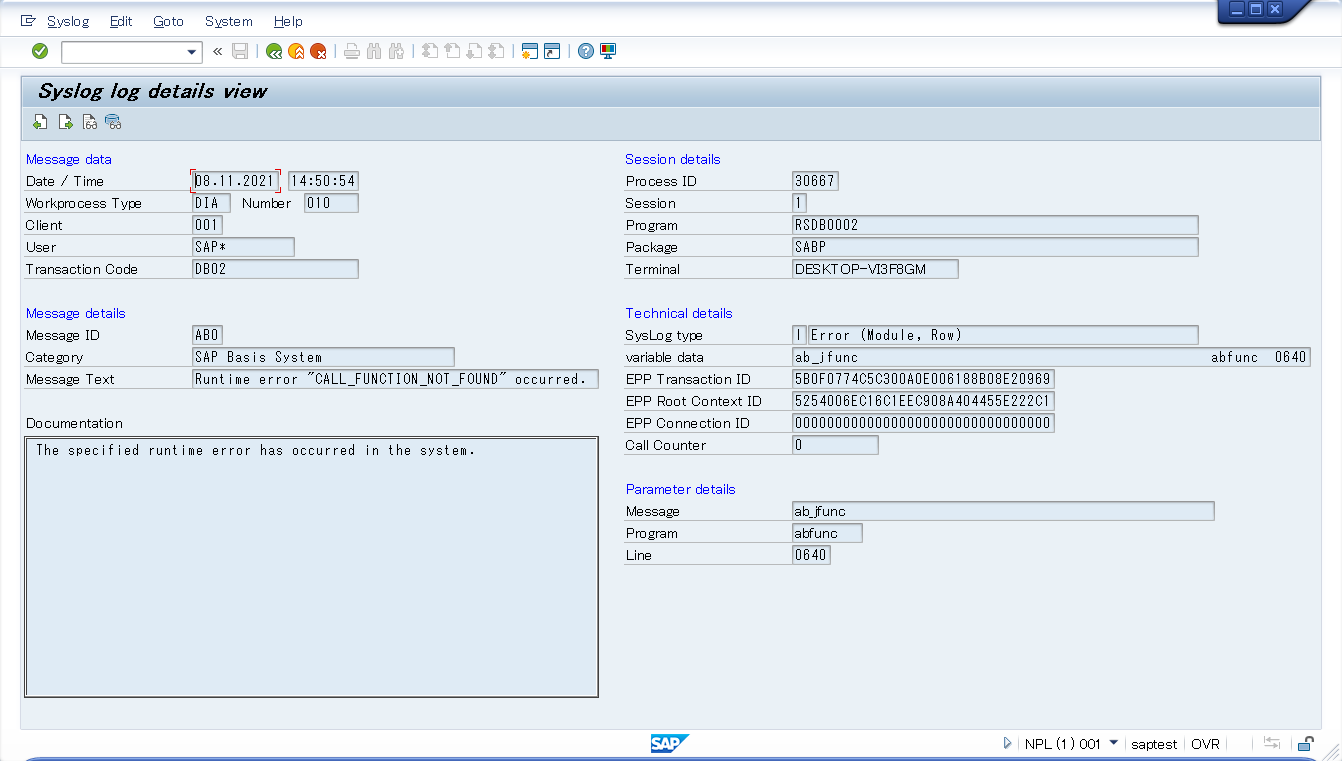 Syslog Edit Goto System Help
«
Syslog log details view
Message data
Date / Time 08.11.2021 14:50:54
Workprocess Type DIA Number 010
Client 001
User SAP*
Transaction Code DB02
Message details
Message ID AB0
Category SAP Basis System
Message Text Runtime error "CALL_FUNCTION_NOT_FOUND" occurred.
Documentation
The specified runtime error has occurred in the system.
Session details
Process ID 30667
Session 1
Program RSDB0002
Package SABP
Terminal DESKTOP-VI3F8GM
Technical details
SysLog type I Error (Module, Row)
variable data ab_jfunc abfunc 0640
EPP Transaction ID 5B0F0774C5C300A0E006188B08E20969
EPP Root Context ID 5254006EC16C1EEC908A404455E222C1
EPP Connection ID 00000000000000000000000000000000
Call Counter 0
Parameter details
Message ab_jfunc
Program abfunc
Line 0640
SAP NPL (1) 001 saptest OVR